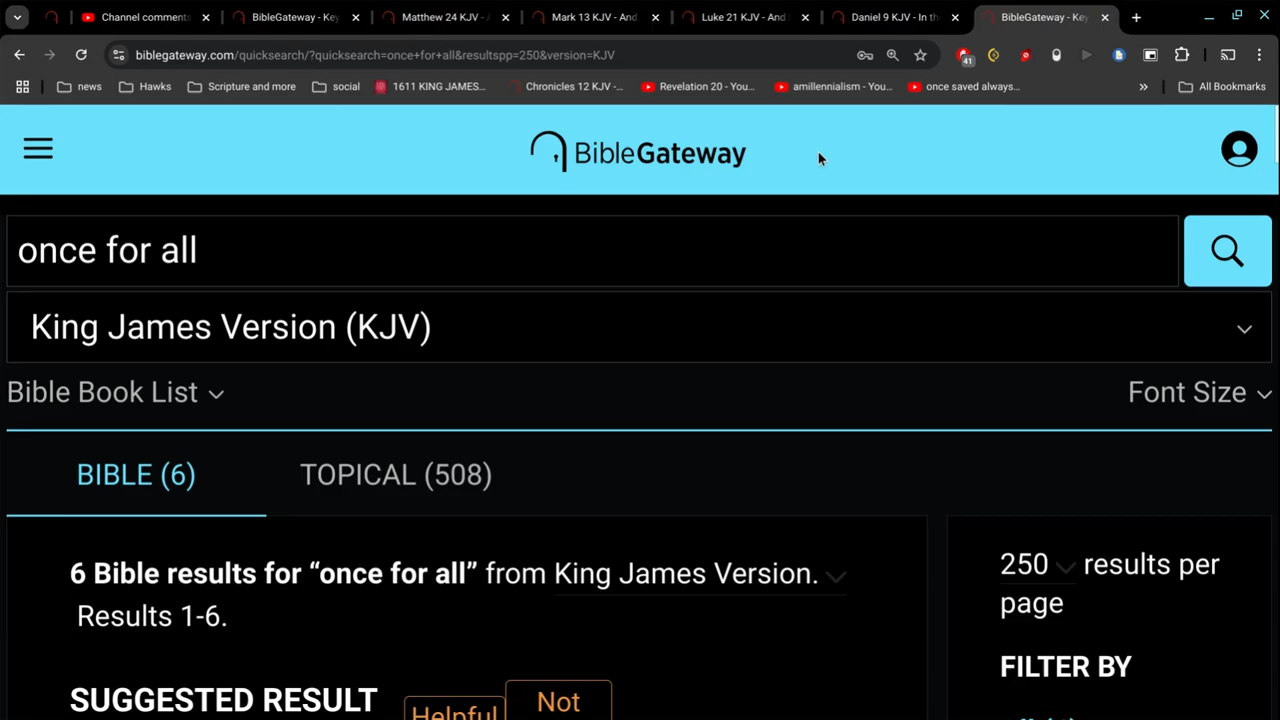 Channel comment
BibleGateway - Key
Matthew 24 KJV - A
Mark 13 KJV - And
Luke 21 KJV - And
Daniel 9 KJV - In th
BibleGateway - Key
biblegateway.com/quicksearch/?quicksearch=once+for+all&resultspp=250&version=KJV
41
news
Hawks
Scripture and more
social
1611 KING JAMES...
Chronicles 12 KJV -...
Revelation 20 - You...
amillennialism - You...
once saved always...
»
All Bookmarks
BibleGateway
once for all
King James Version (KJV)
Bible Book List
Font Size
BIBLE (6)
TOPICAL (508)
6 Bible results for “once for all” from King James Version.
Results 1-6.
250 results per
page
FILTER BY
SUGGESTED RESULT
Helpful
Not